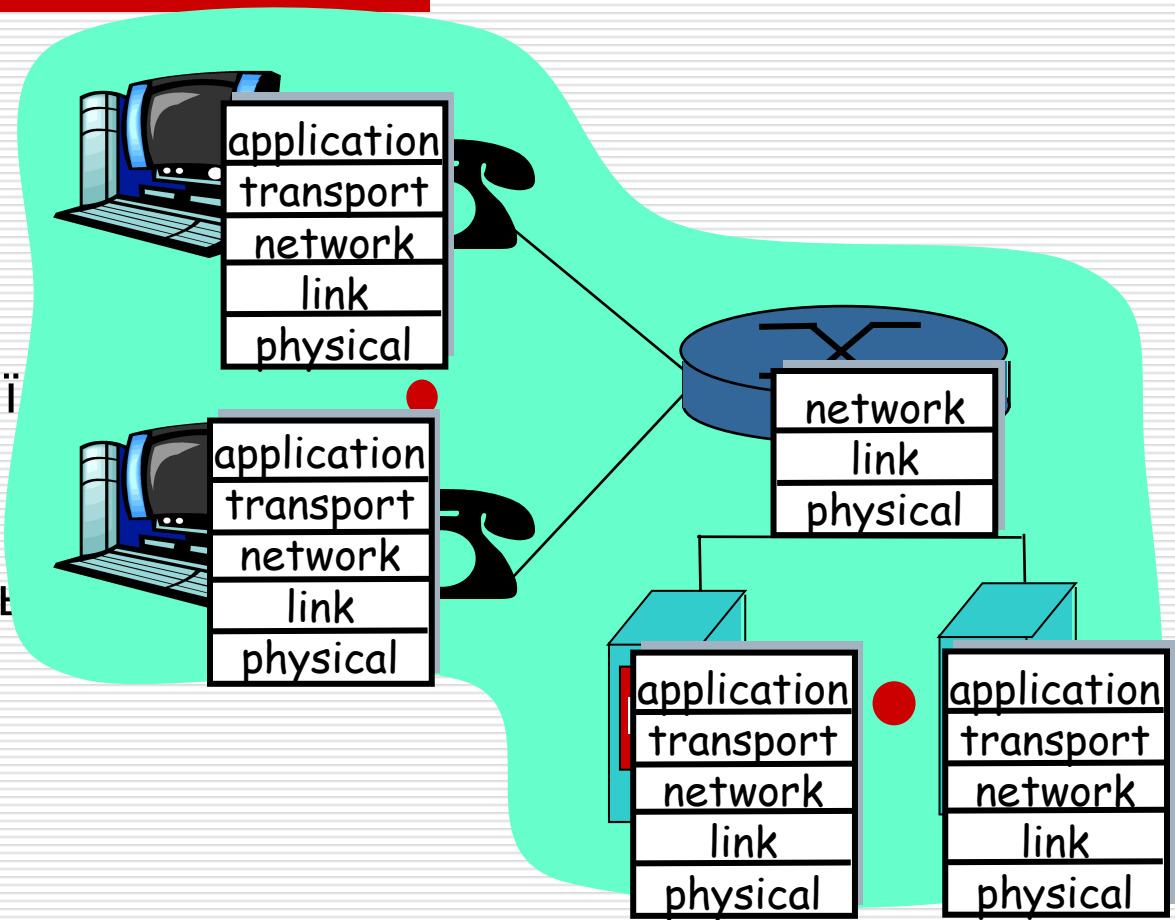 application
transport
network
link
physical
ї
application
transport
network
link
physical
network
link
physical
application
transport
network
link
physical
application
transport
network
link
physical